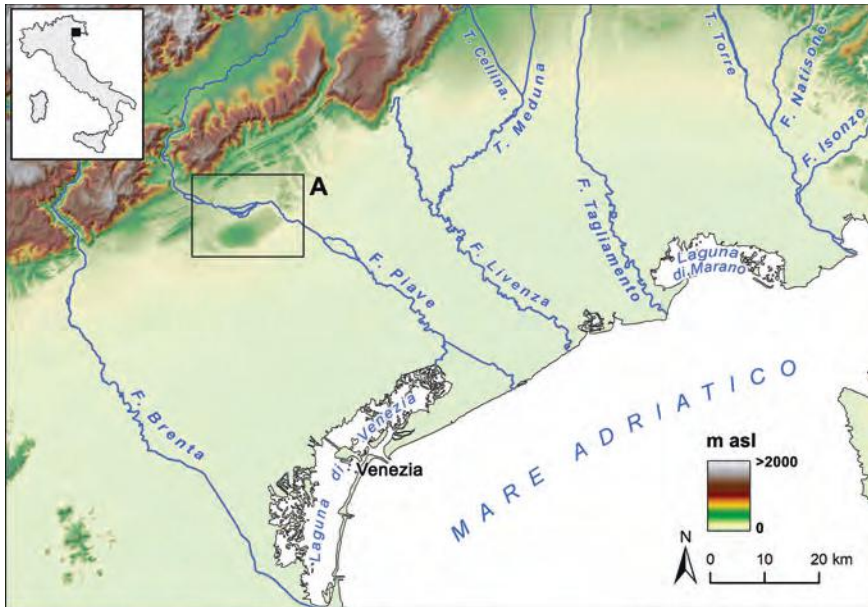 T. Cellina.
T. Meduna
T. Torre
F. Natisone
F. Isonzo
A
F. Tagliamento
Laguna
di Marano
F. Piave
F. Livenza
F. Brenta
Laguna di Venezia
Venezia
MARE ADRIATICO
m asl
>2000
0
N
0 10 20 km